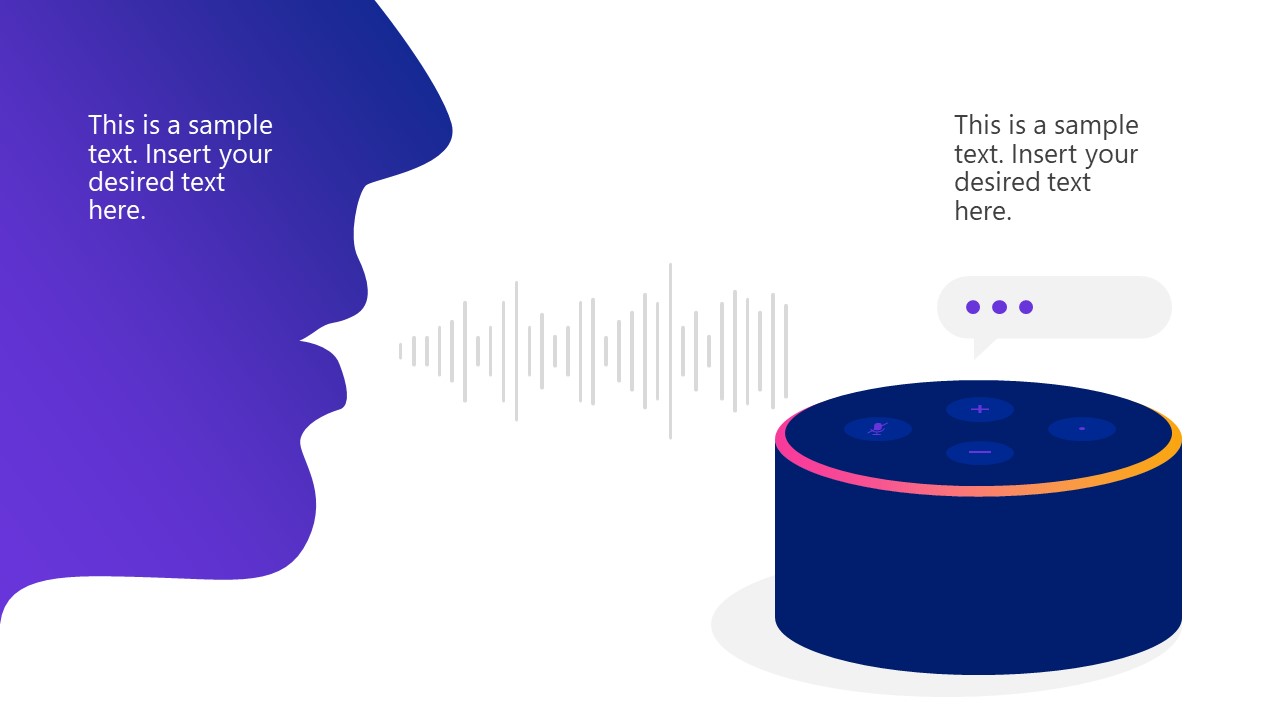 This is a sample
text. Insert your
desired text
here.
This is a sample
text. Insert your
desired text
here.